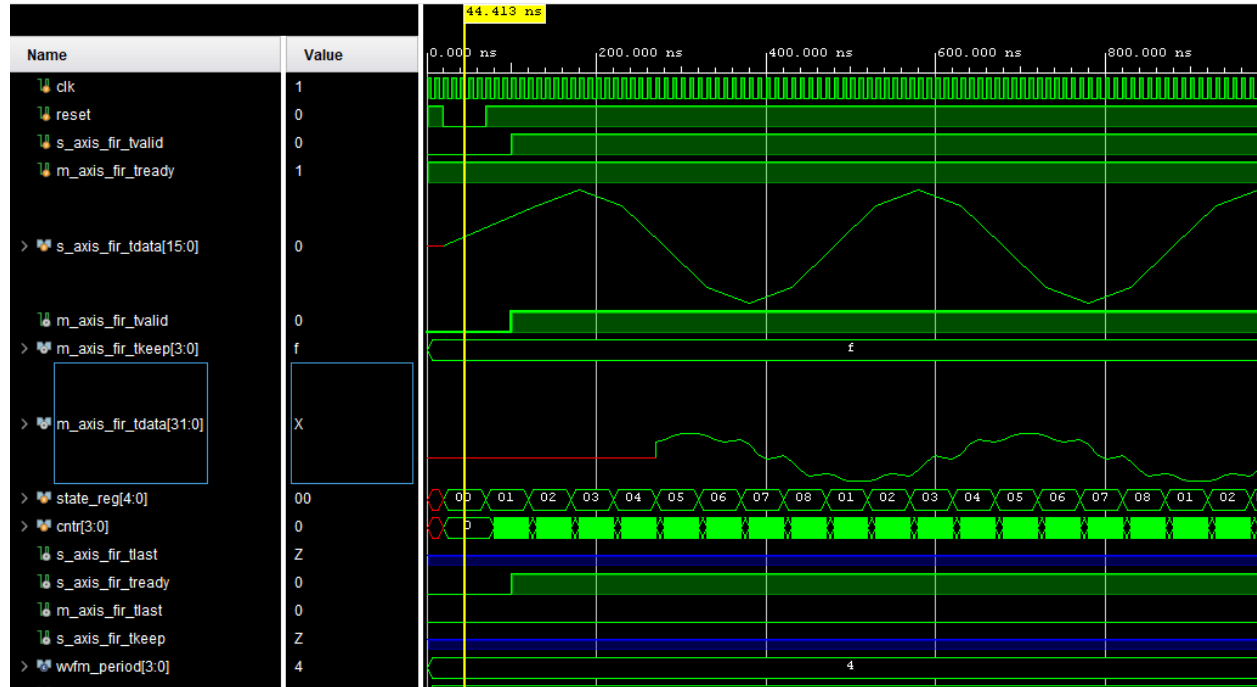 44.413 ns
Name Value
0.000 ns 200.000 ns 400.000 ns 600.000 ns 800.000 ns
clk 1
reset 0
s_axis_fir_tvalid 0
m_axis_fir_tready 1
s_axis_fir_tdata[15:0] 0
m_axis_fir_tvalid 0
m_axis_fir_tkeep[3:0] f f
m_axis_fir_tdata[31:0] X
state_reg[4:0] 00 00 01 02 03 04 05 06 07 08 01 02 03 04 05 06 07 08 01 02
cntr[3:0] 0 0
s_axis_fir_tlast Z
s_axis_fir_tready 0
m_axis_fir_tlast 0
s_axis_fir_tkeep Z
wvfm_period[3:0] 4 4